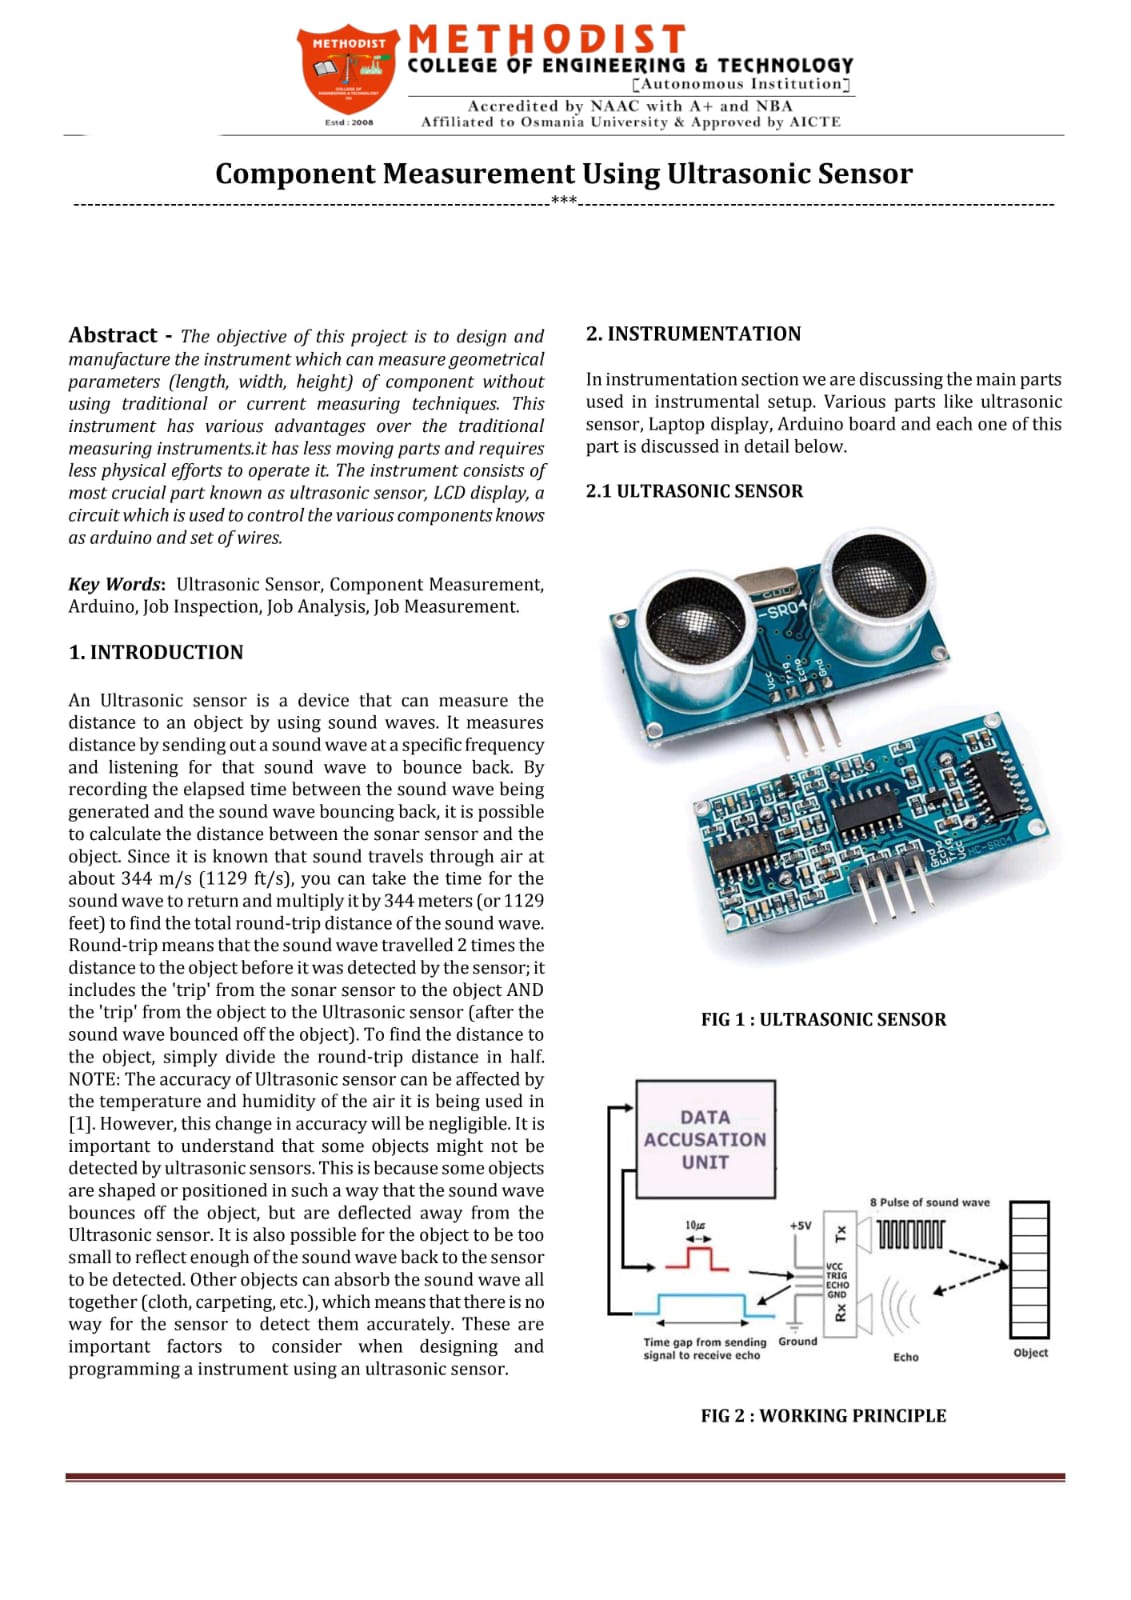 METHODIST
COLLEGE OF
ENGINEERING & TECHNOLOGY
Estd : 2008
METHODIST
COLLEGE OF ENGINEERING & TECHNOLOGY
[Autonomous Institution]
Accredited by NAAC with A+ and NBA
Affiliated to Osmania University & Approved by AICTE
Component Measurement Using Ultrasonic Sensor
---------------------------------------------------------------------***---------------------------------------------------------------------
Abstract - The objective of this project is to design and
manufacture the instrument which can measure geometrical
parameters (length, width, height) of component without
using traditional or current measuring techniques. This
instrument has various advantages over the traditional
measuring instruments.it has less moving parts and requires
less physical efforts to operate it. The instrument consists of
most crucial part known as ultrasonic sensor, LCD display, a
circuit which is used to control the various components knows
as arduino and set of wires.
Key Words: Ultrasonic Sensor, Component Measurement,
Arduino, Job Inspection, Job Analysis, Job Measurement.
1. INTRODUCTION
An Ultrasonic sensor is a device that can measure the
distance to an object by using sound waves. It measures
distance by sending out a sound wave at a specific frequency
and listening for that sound wave to bounce back. By
recording the elapsed time between the sound wave being
generated and the sound wave bouncing back, it is possible
to calculate the distance between the sonar sensor and the
object. Since it is known that sound travels through air at
about 344 m/s (1129 ft/s), you can take the time for the
sound wave to return and multiply it by 344 meters (or 1129
feet) to find the total round-trip distance of the sound wave.
Round-trip means that the sound wave travelled 2 times the
distance to the object before it was detected by the sensor; it
includes the 'trip' from the sonar sensor to the object AND
the 'trip' from the object to the Ultrasonic sensor (after the
sound wave bounced off the object). To find the distance to
the object, simply divide the round-trip distance in half.
NOTE: The accuracy of Ultrasonic sensor can be affected by
the temperature and humidity of the air it is being used in
[1]. However, this change in accuracy will be negligible. It is
important to understand that some objects might not be
detected by ultrasonic sensors. This is because some objects
are shaped or positioned in such a way that the sound wave
bounces off the object, but are deflected away from the
Ultrasonic sensor. It is also possible for the object to be too
small to reflect enough of the sound wave back to the sensor
to be detected. Other objects can absorb the sound wave all
together (cloth, carpeting, etc.), which means that there is no
way for the sensor to detect them accurately. These are
important factors to consider when designing and
programming a instrument using an ultrasonic sensor.
2. INSTRUMENTATION
In instrumentation section we are discussing the main parts
used in instrumental setup. Various parts like ultrasonic
sensor, Laptop display, Arduino board and each one of this
part is discussed in detail below.
2.1 ULTRASONIC SENSOR
-SR04
Vcc
Trig
Echo
Gnd
Gnd
Echo
Trig
Vcc
HC-SR04
FIG 1 : ULTRASONIC SENSOR
DATA
ACCUSATION
UNIT
8 Pulse of sound wave
10µs
+5V
Tx
VCC
TRIG
ECHO
GND
Rx
Time gap from sending
signal to receive echo
Ground
Echo
Object
FIG 2 : WORKING PRINCIPLE